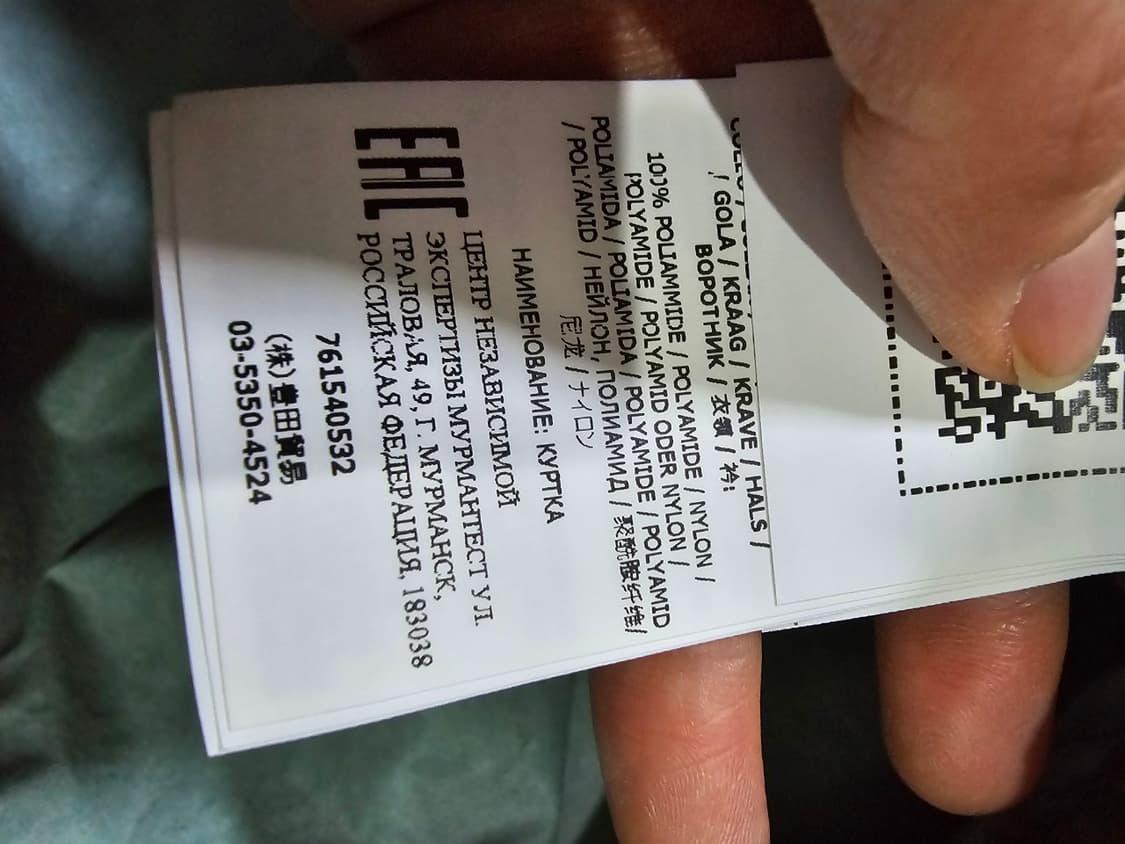 / GOLA / KRAAG / KRAVE / HALS /
ВОРОТНИК / 衣领 / 衿:
100% POLIAMMIDE / POLYAMIDE / NYLON /
POLYAMIDE / POLYAMID ODER NYLON /
POLIAMIDA / POLIAMIDA / POLYAMIDE / POLYAMID
/ POLYAMID / НЕЙЛОН, ПОЛИАМИД / 聚酰胺纤维/
尼龙 / ナイロン
НАИМЕНОВАНИЕ: КУРТКА
EAC
ЦЕНТР НЕЗАВИСИМОЙ
ЭКСПЕРТИЗЫ МУРМАНТЕСТ УЛ.
ТРАЛОВАЯ, 49, Г. МУРМАНСК,
РОССИЙСКАЯ ФЕДЕРАЦИЯ, 183038
761540532
(株)豊田貿易
03-5350-4524